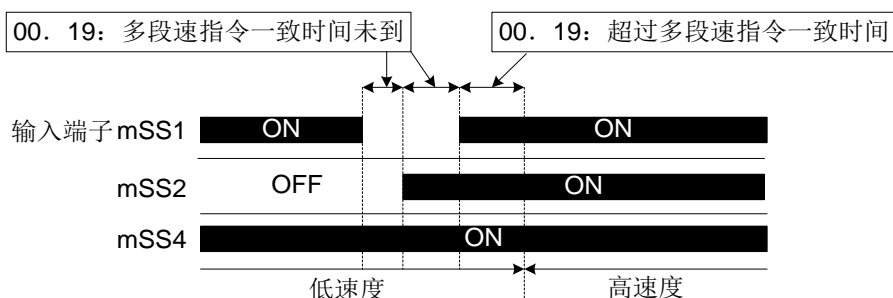 00．19：多段速指令一致时间未到
00．19：超过多段速指令一致时间
输入端子mSS1 ON ON
mSS2 OFF ON
mSS4 ON
低速度 高速度